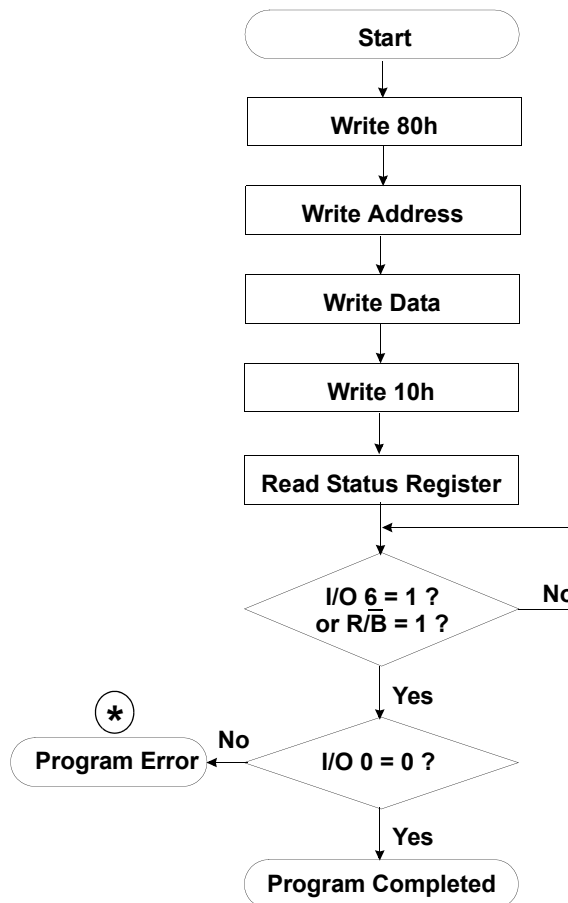 Start
Write 80h
Write Address
Write Data
Write 10h
Read Status Register
I/O 6 = 1 ?
or R/B̅ = 1 ?
No
Yes
*
Program Error
No
I/O 0 = 0 ?
Yes
Program Completed